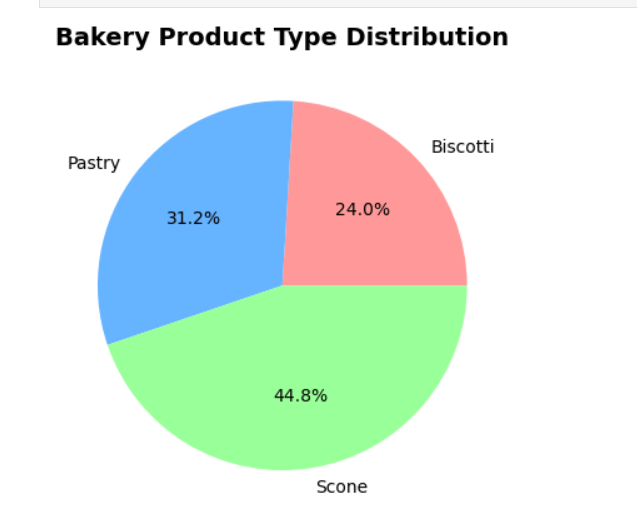 Bakery Product Type Distribution
Biscotti
Pastry
24.0%
31.2%
44.8%
Scone